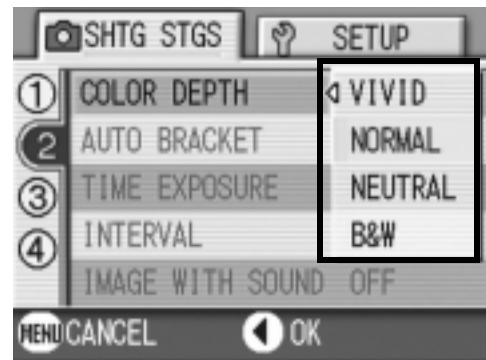 SHTG STGS SETUP
1 COLOR DEPTH VIVID
2 AUTO BRACKET NORMAL
3 TIME EXPOSURE NEUTRAL
4 INTERVAL B&W
IMAGE WITH SOUND OFF
MENU CANCEL OK